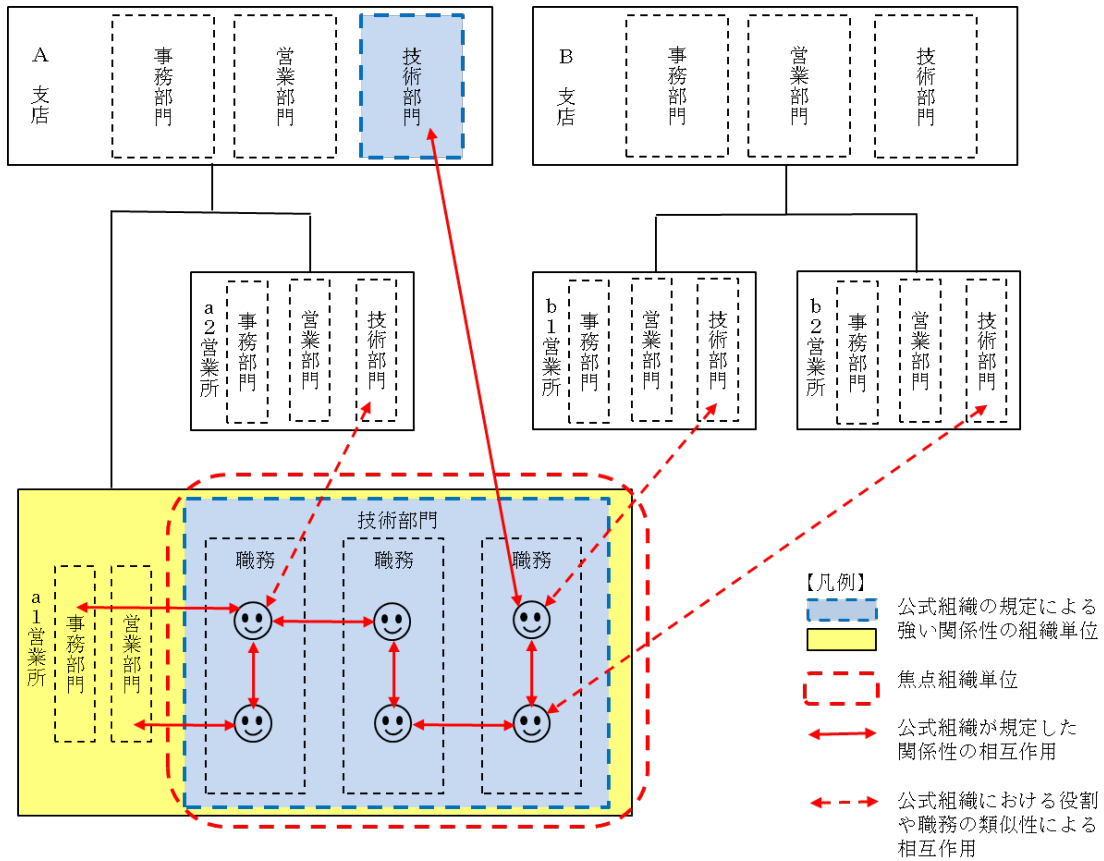 A 支店
事務部門
営業部門
技術部門
B 支店
事務部門
営業部門
技術部門
a2営業所
事務部門
営業部門
技術部門
b1営業所
事務部門
営業部門
技術部門
b2営業所
事務部門
営業部門
技術部門
a1営業所
事務部門
営業部門
技術部門
職務
職務
職務
【凡例】
公式組織の規定による
強い関係性の組織単位
焦点組織単位
公式組織が規定した
関係性の相互作用
公式組織における役割
や職務の類似性による
相互作用